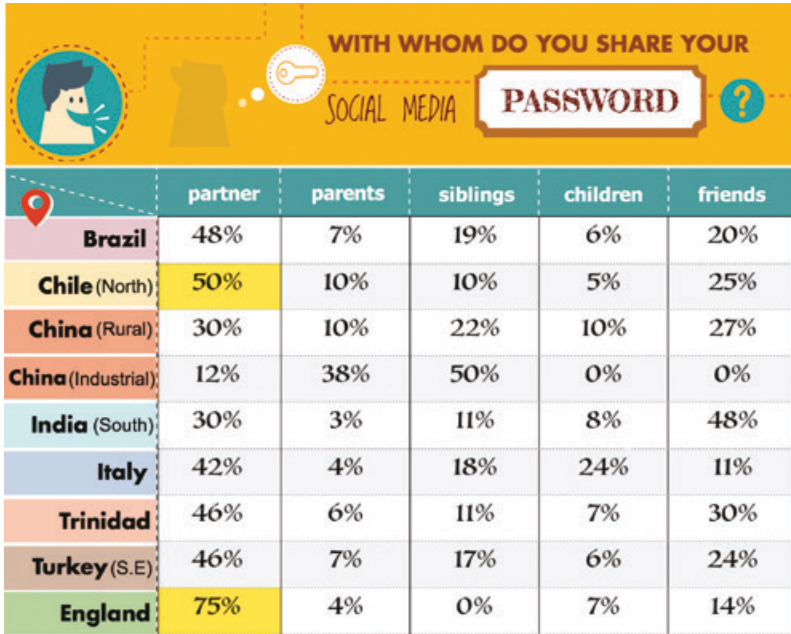 WITH WHOM DO YOU SHARE YOUR
SOCIAL MEDIA PASSWORD ?
partner parents siblings children friends
Brazil 48% 7% 19% 6% 20%
Chile (North) 50% 10% 10% 5% 25%
China (Rural) 30% 10% 22% 10% 27%
China (Industrial) 12% 38% 50% 0% 0%
India (South) 30% 3% 11% 8% 48%
Italy 42% 4% 18% 24% 11%
Trinidad 46% 6% 11% 7% 30%
Turkey (S.E) 46% 7% 17% 6% 24%
England 75% 4% 0% 7% 14%